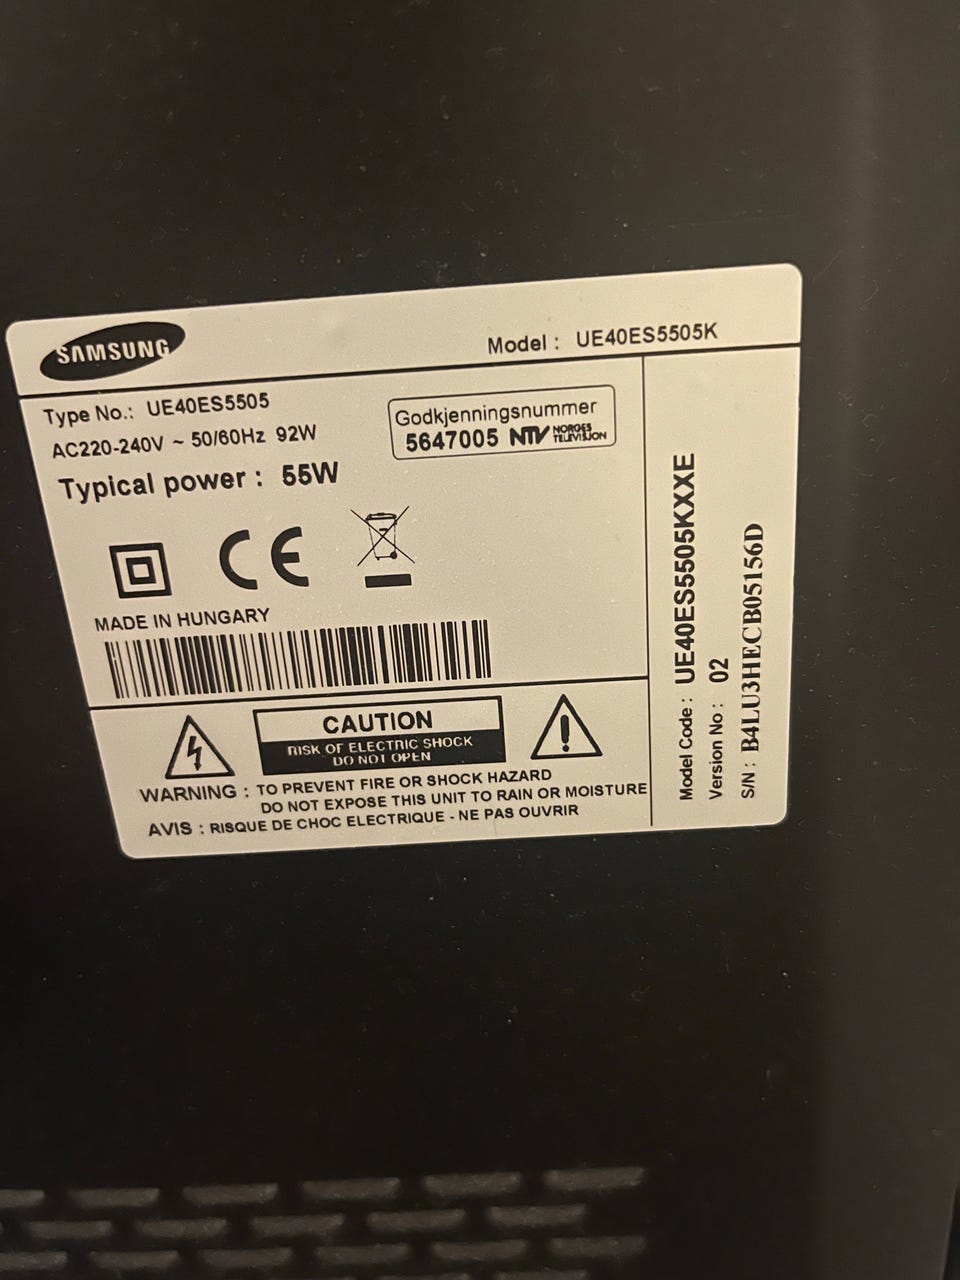 SAMSUNG
Model : UE40ES5505K
Type No.: UE40ES5505
AC220-240V ~ 50/60Hz 92W
Typical power : 55W
Godkjenningsnummer
5647005 NTV NORGES TELEVISJON
CE
MADE IN HUNGARY
CAUTION
RISK OF ELECTRIC SHOCK
DO NOT OPEN
WARNING : TO PREVENT FIRE OR SHOCK HAZARD
DO NOT EXPOSE THIS UNIT TO RAIN OR MOISTURE
AVIS : RISQUE DE CHOC ELECTRIQUE - NE PAS OUVRIR
Model Code : UE40ES5505KXXE
Version No : 02
S/N : B4LU3HECB05156D